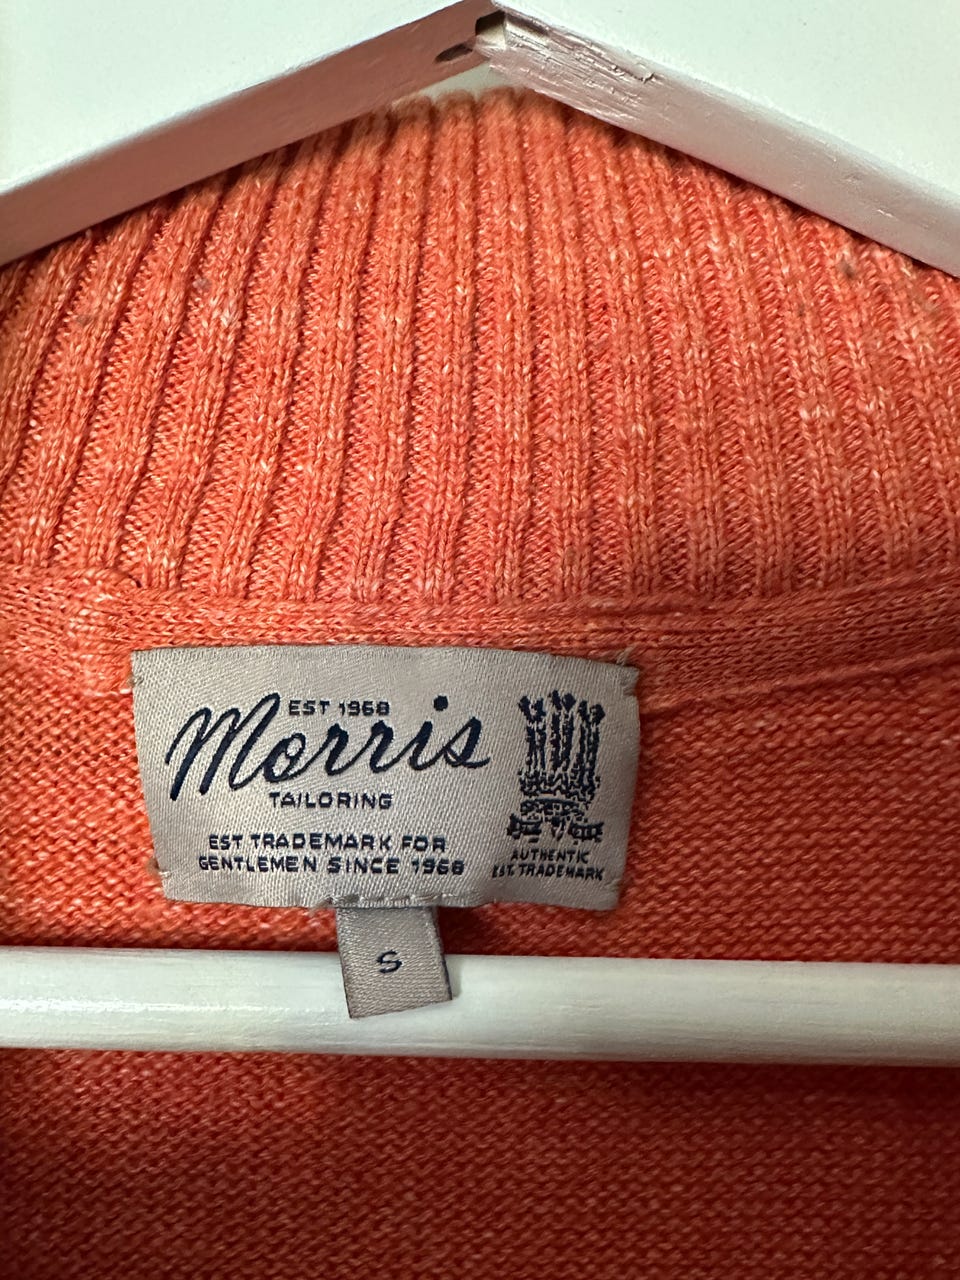 EST 1968
Morris
TAILORING
EST TRADEMARK FOR
GENTLEMEN SINCE 1968
AUTHENTIC
EST. TRADEMARK
S